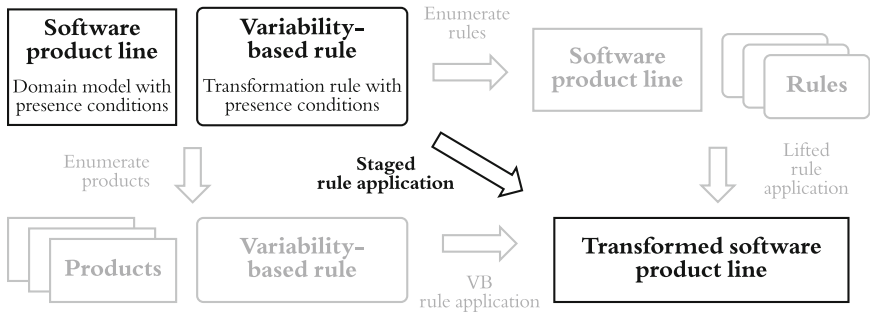 Software
product line
Domain model with
presence conditions
Variability-
based rule
Transformation rule with
presence conditions
Enumerate
rules
Software
product line
Rules
Enumerate
products
Staged
rule application
Lifted
rule
application
Products
Variability-
based rule
VB
rule application
Transformed software
product line